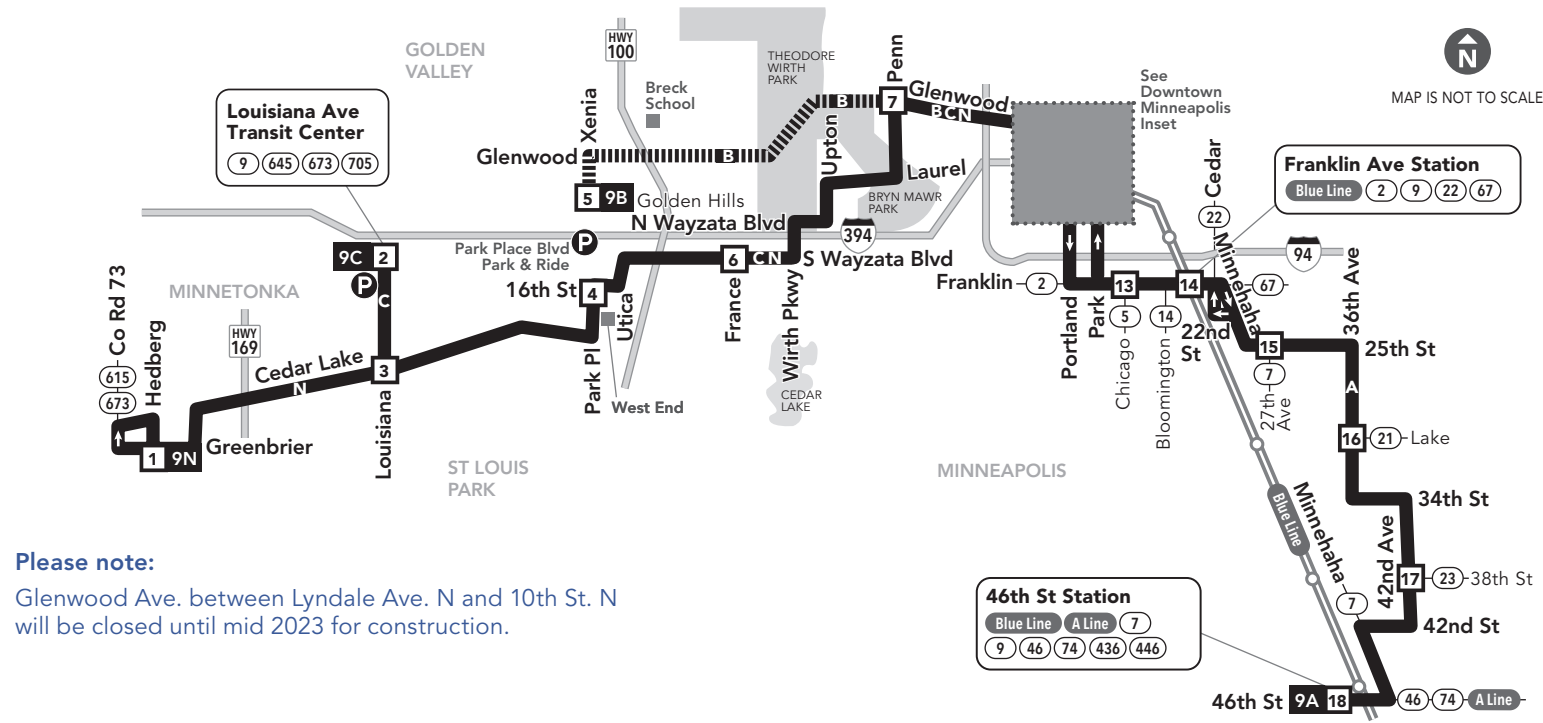 GOLDEN
VALLEY
HWY
100
THEODORE
WIRTH
PARK
Penn
N
MAP IS NOT TO SCALE
See
Downtown
Minneapolis
Inset
Louisiana Ave
Transit Center
9 645 673 705
Breck
School
Xenia
Glenwood
B
B
7
Glenwood
BCN
Upton
Laurel
Cedar
22
Franklin Ave Station
Blue Line 2 9 22 67
5 9B Golden Hills
BRYN MAWR
PARK
N Wayzata Blvd
394
Park Place Blvd
Park & Ride
P
6 CN
S Wayzata Blvd
94
9C 2
P
C
MINNETONKA
16th St 4
Utica
France
Wirth Pkwy
Franklin 2
13
14
67
Minnehaha
Portland
Park
5
Chicago
14
Bloomington
22nd
St
15
7
27th
Ave
36th Ave
25th St
Co Rd 73
615
673
Hedberg
HWY
169
Cedar Lake
N
3
Louisiana
Park Pl
West End
CEDAR
LAKE
A
1 9N
Greenbrier
16 21 Lake
ST LOUIS
PARK
MINNEAPOLIS
34th St
Blue Line
Minnehaha
42nd Ave
17 23 38th St
7
42nd St
Please note:
Glenwood Ave. between Lyndale Ave. N and 10th St. N
will be closed until mid 2023 for construction.
46th St Station
Blue Line A Line 7
9 46 74 436 446
46th St 9A 18
46 74 A Line